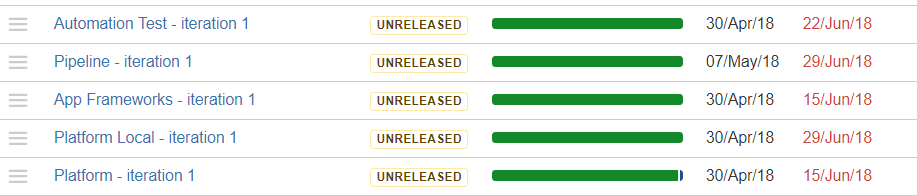 Automation Test - iteration 1 UNRELEASED 30/Apr/18 22/Jun/18
Pipeline - iteration 1 UNRELEASED 07/May/18 29/Jun/18
App Frameworks - iteration 1 UNRELEASED 30/Apr/18 15/Jun/18
Platform Local - iteration 1 UNRELEASED 30/Apr/18 29/Jun/18
Platform - iteration 1 UNRELEASED 30/Apr/18 15/Jun/18